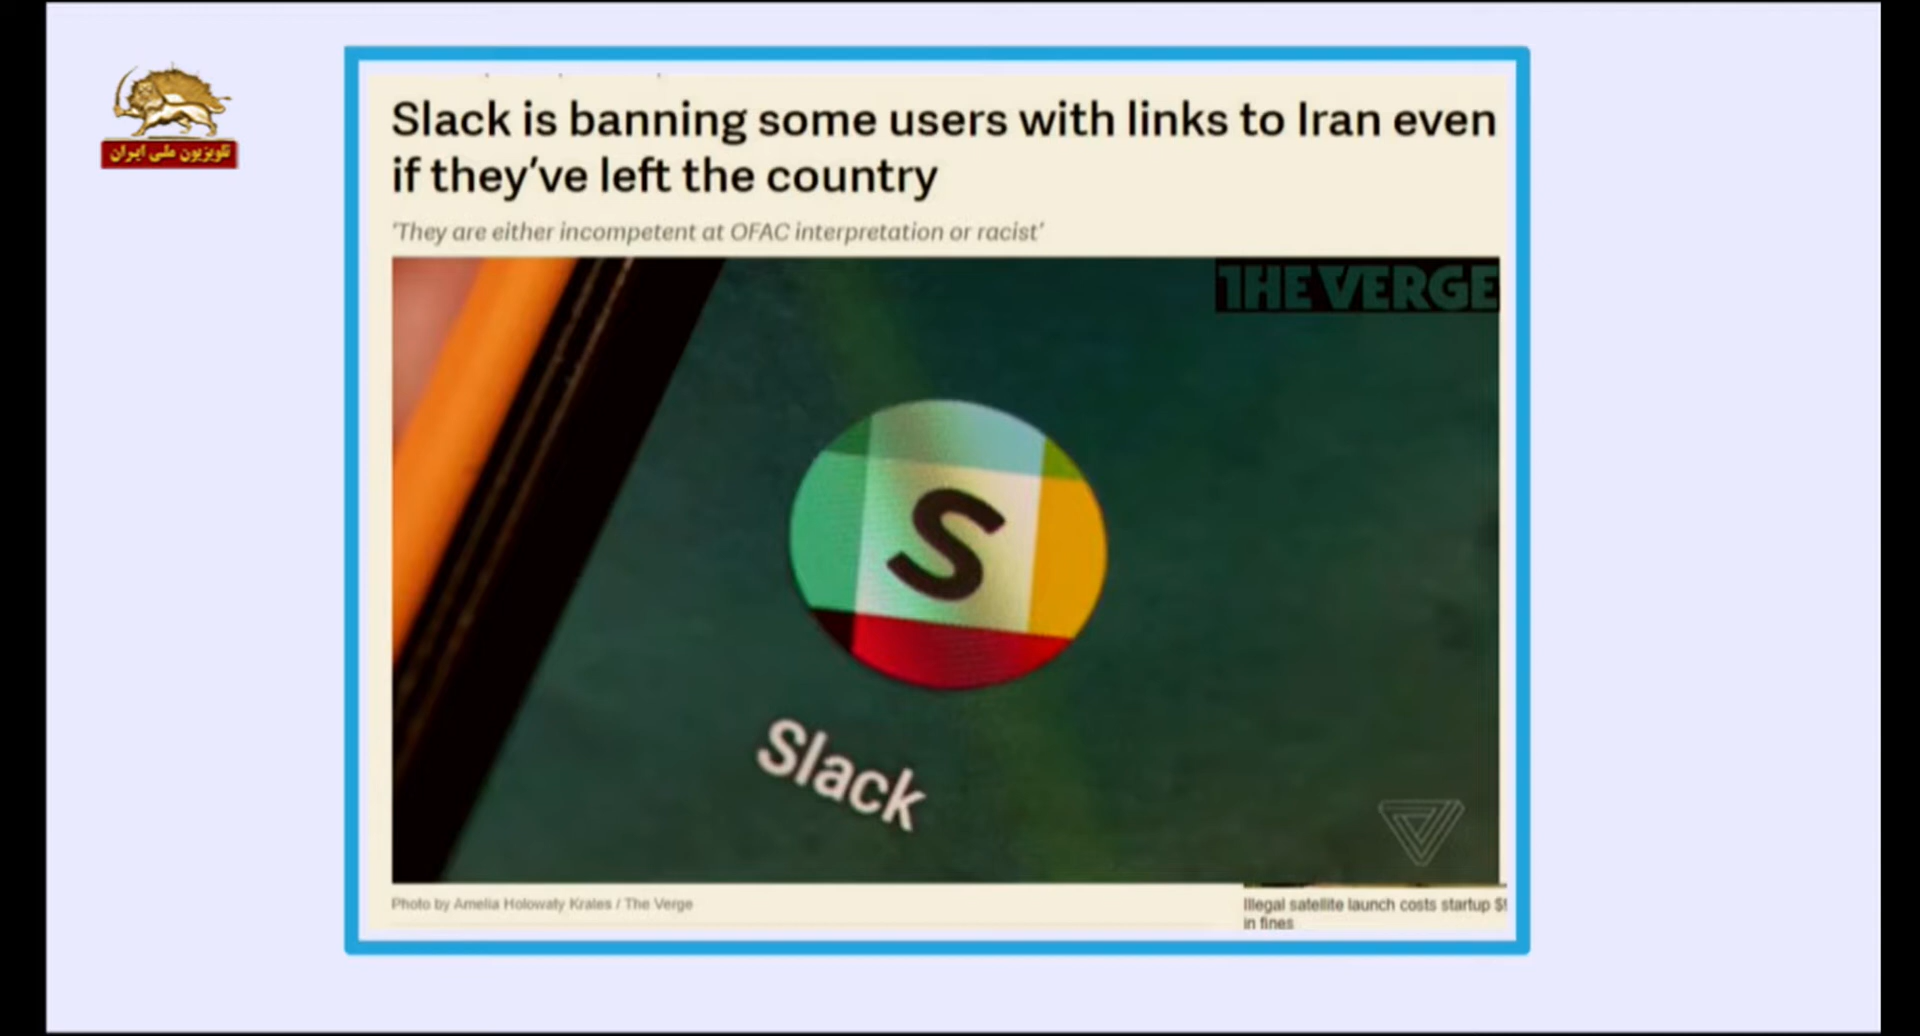 تلویزیون ملی ایران
Slack is banning some users with links to Iran even
if they've left the country
'They are either incompetent at OFAC interpretation or racist'
THE VERGE
S
Slack
Photo by Amelia Holowaty Krales / The Verge
Illegal satellite launch costs startup
in fines